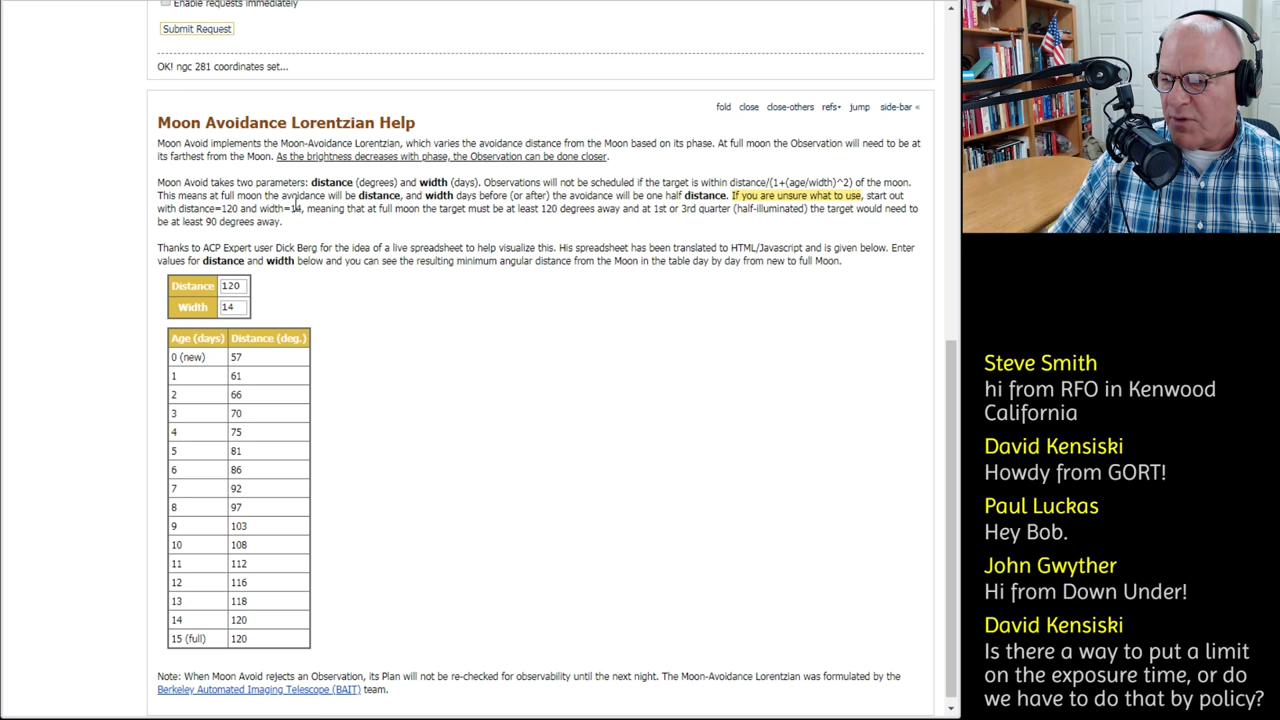 Enable requests immediately
Submit Request
OK! ngc 281 coordinates set...
fold close close-others refs▾ jump side-bar «
Moon Avoidance Lorentzian Help
Moon Avoid implements the Moon-Avoidance Lorentzian, which varies the avoidance distance from the Moon based on its phase. At full moon the Observation will need to be at
its farthest from the Moon. As the brightness decreases with phase, the Observation can be done closer.
Moon Avoid takes two parameters: distance (degrees) and width (days). Observations will not be scheduled if the target is within distance/(1+(age/width)^2) of the moon.
This means at full moon the avoidance will be distance, and width days before (or after) the avoidance will be one half distance. If you are unsure what to use, start out
with distance=120 and width=14, meaning that at full moon the target must be at least 120 degrees away and at 1st or 3rd quarter (half-illuminated) the target would need to
be at least 90 degrees away.
Thanks to ACP Expert user Dick Berg for the idea of a live spreadsheet to help visualize this. His spreadsheet has been translated to HTML/Javascript and is given below. Enter
values for distance and width below and you can see the resulting minimum angular distance from the Moon in the table day by day from new to full Moon.
Distance 120
Width 14
Age (days) Distance (deg.)
0 (new) 57
1 61
2 66
3 70
4 75
5 81
6 86
7 92
8 97
9 103
10 108
11 112
12 116
13 118
14 120
15 (full) 120
Note: When Moon Avoid rejects an Observation, its Plan will not be re-checked for observability until the next night. The Moon-Avoidance Lorentzian was formulated by the
Berkeley Automated Imaging Telescope (BAIT) team.
Steve Smith
hi from RFO in Kenwood
California
David Kensiski
Howdy from GORT!
Paul Luckas
Hey Bob.
John Gwyther
Hi from Down Under!
David Kensiski
Is there a way to put a limit
on the exposure time, or do
we have to do that by policy?